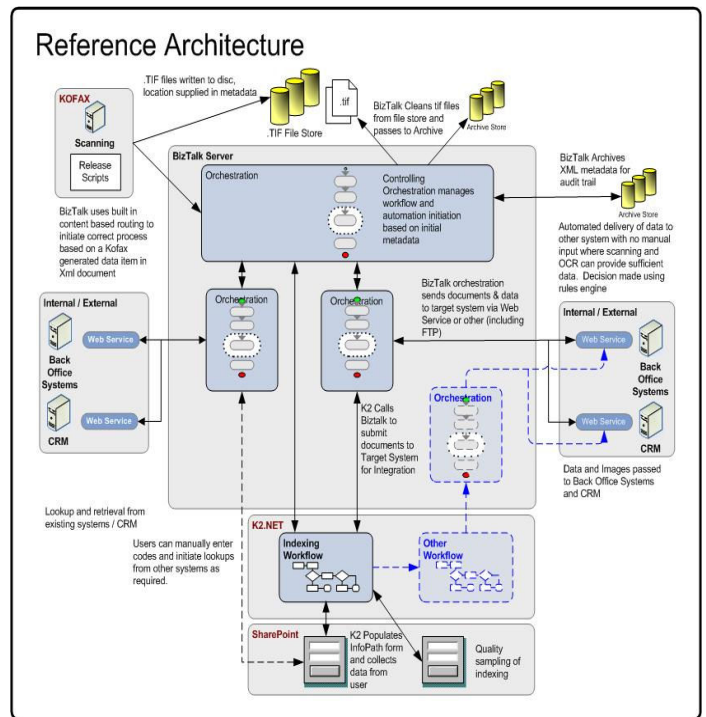 Reference Architecture
KOFAX
Scanning
Release
Scripts
.TIF files written to disc,
location supplied in metadata
.TIF File Store
.tif
BizTalk Cleans tif files
from file store and
passes to Archive
Archive Store
BizTalk Server
Orchestration
Controlling
Orchestration manages
workflow and
automation initiation
based on initial
metadata
BizTalk Archives
XML metadata for
audit trail
Archive Store
BizTalk uses built in
content based routing to
initiate correct process
based on a Kofax
generated data item in
Xml document
Automated delivery of data to
other system with no manual
input where scanning and
OCR can provide sufficient
data. Decision made using
rules engine
Internal / External
Web Service
Back
Office
Systems
Web Service
CRM
Orchestration
Orchestration
BizTalk orchestration
sends documents & data
to target system via Web
Service or other (including
FTP)
Internal / External
Web Service
Back
Office
Systems
Web Service
CRM
K2 Calls
Biztalk to
submit
documents to
Target System
for Integration
Orchestration
Data and Images passed
to Back Office Systems
and CRM
Lookup and retrieval from
existing systems / CRM
Users can manually enter
codes and initiate lookups
from other systems as
required.
K2.NET
Indexing
Workflow
Other
Workflow
SharePoint
K2 Populates
InfoPath form
and collects
data from
user
Quality
sampling of
indexing